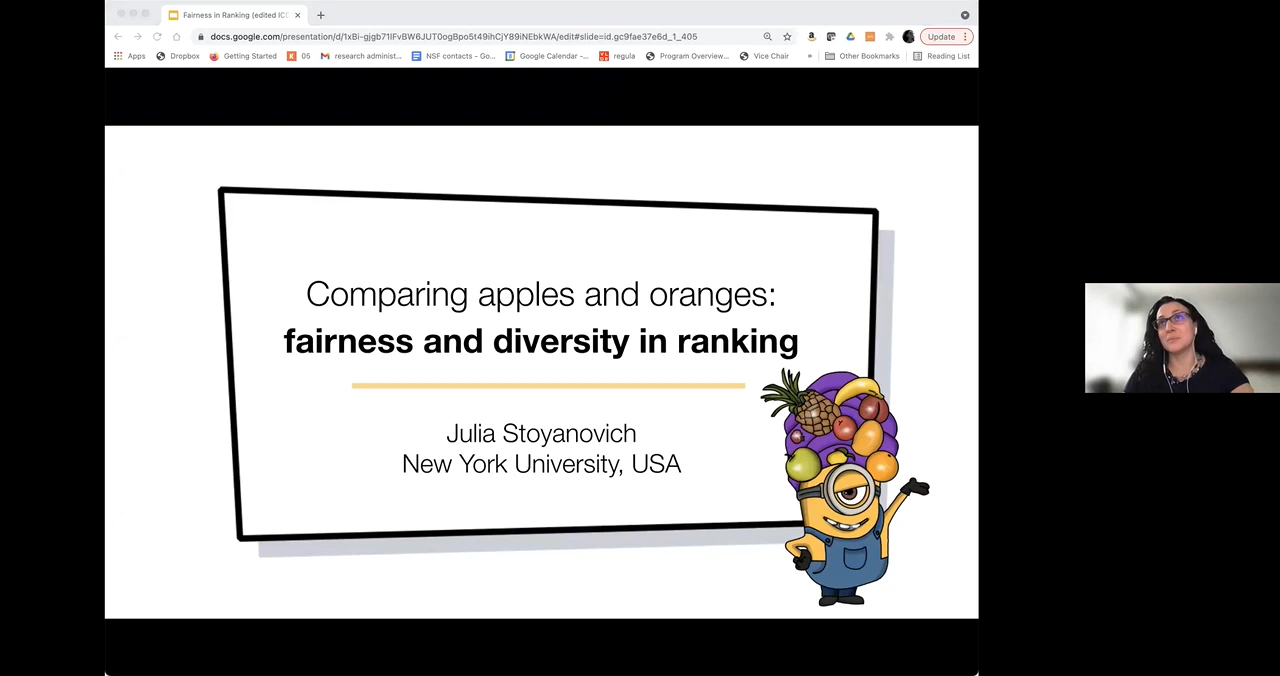 Fairness in Ranking (edited ICC
docs.google.com/presentation/d/1xBi-gjgb71IFvBW6JUT0ogBpo5t49ihCjY89iNEbkWA/edit#slide=id.gc9fae37e6d_1_405
Update
Apps Dropbox Getting Started 05 research administ... NSF contacts - Go... Google Calendar -... regula Program Overview... Vice Chair » Other Bookmarks Reading List
Comparing apples and oranges:
fairness and diversity in ranking
Julia Stoyanovich
New York University, USA